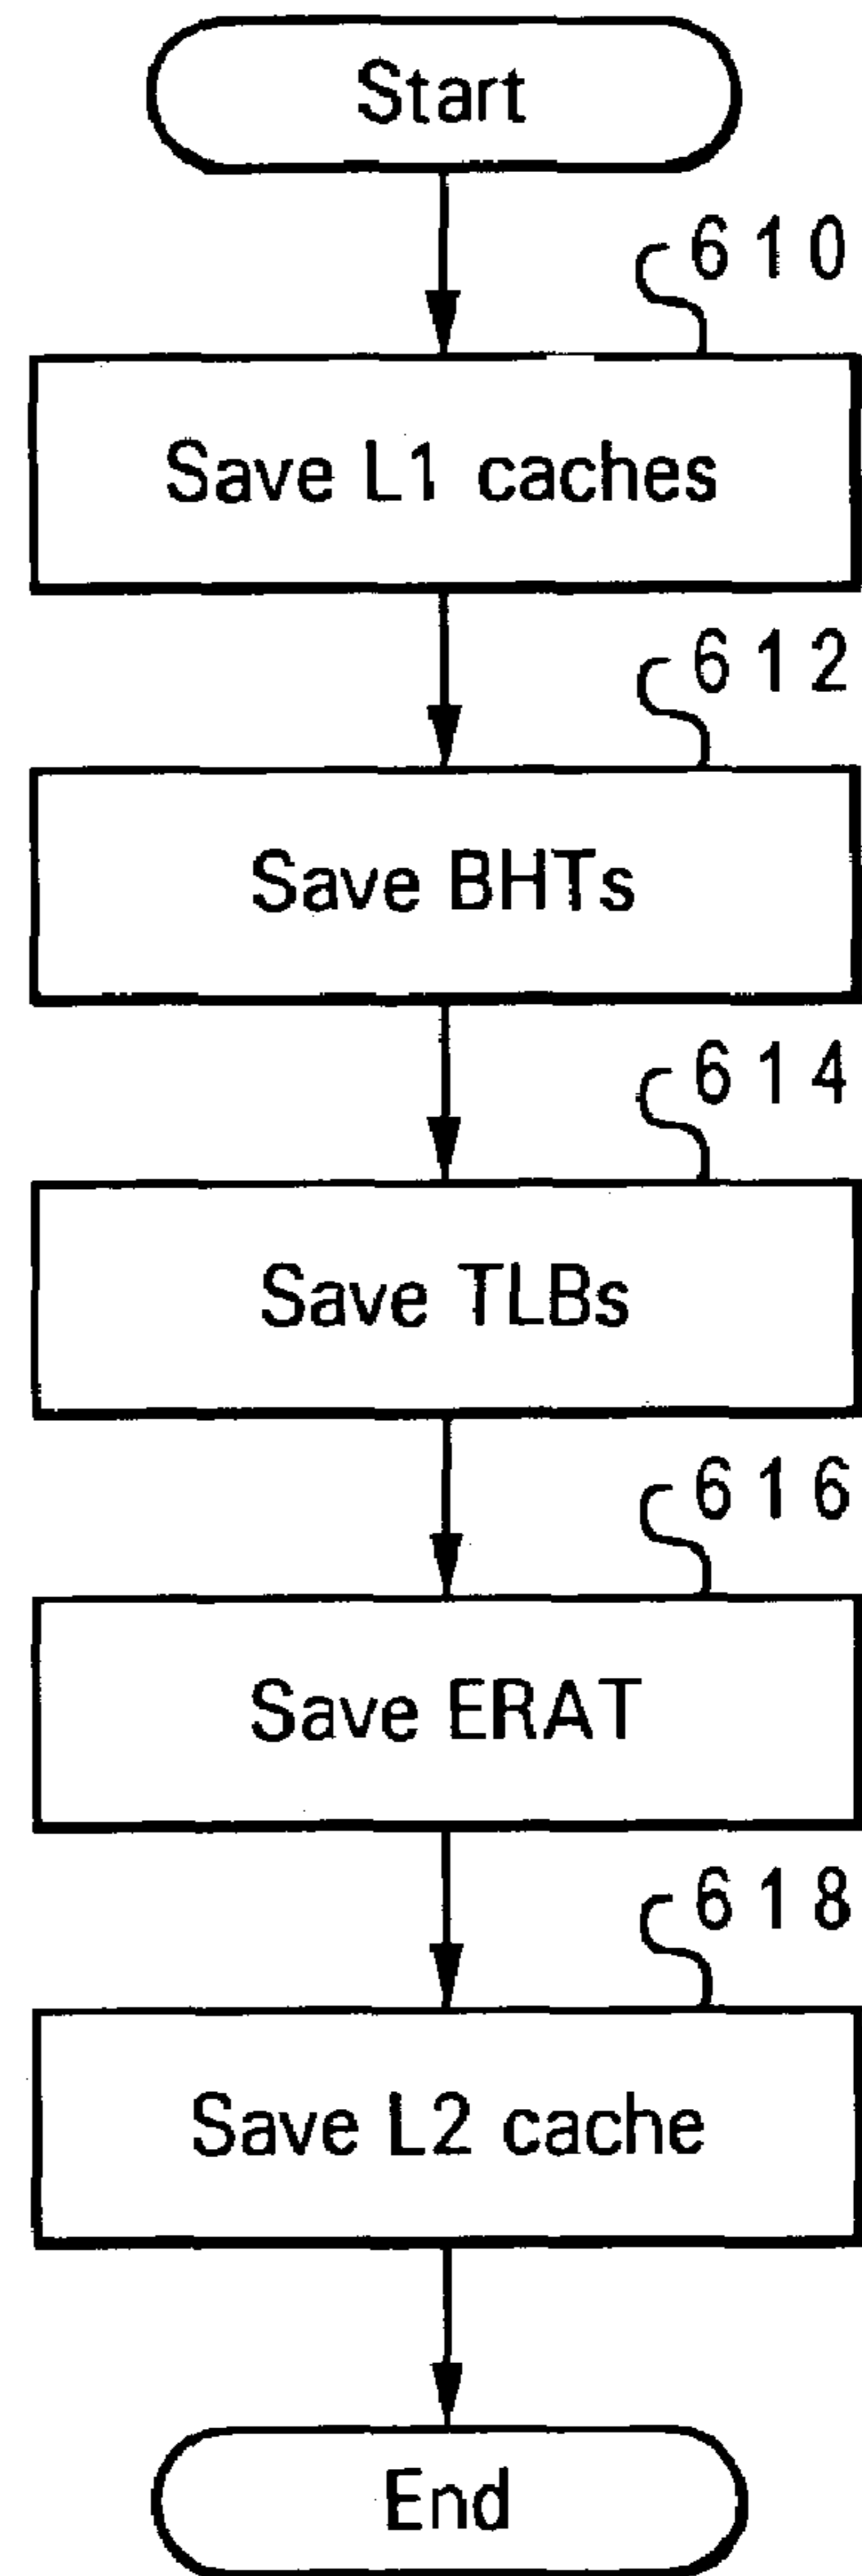 Start
610
Save L1 caches
612
Save BHTs
614
Save TLBs
616
Save ERAT
618
Save L2 cache
End